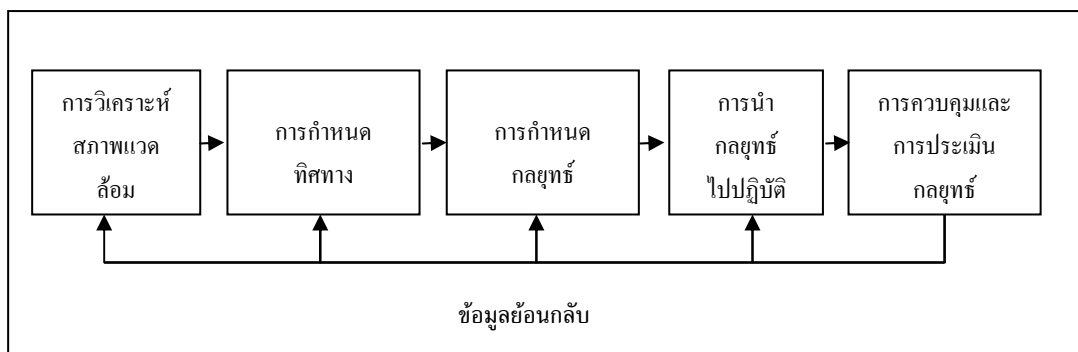 การวิเคราะห์
สภาพแวด
ล้อม
การกำหนด
ทิศทาง
การกำหนด
กลยุทธ์
การนำ
กลยุทธ์
ไปปฏิบัติ
การควบคุมและ
การประเมิน
กลยุทธ์
ข้อมูลย้อนกลับ